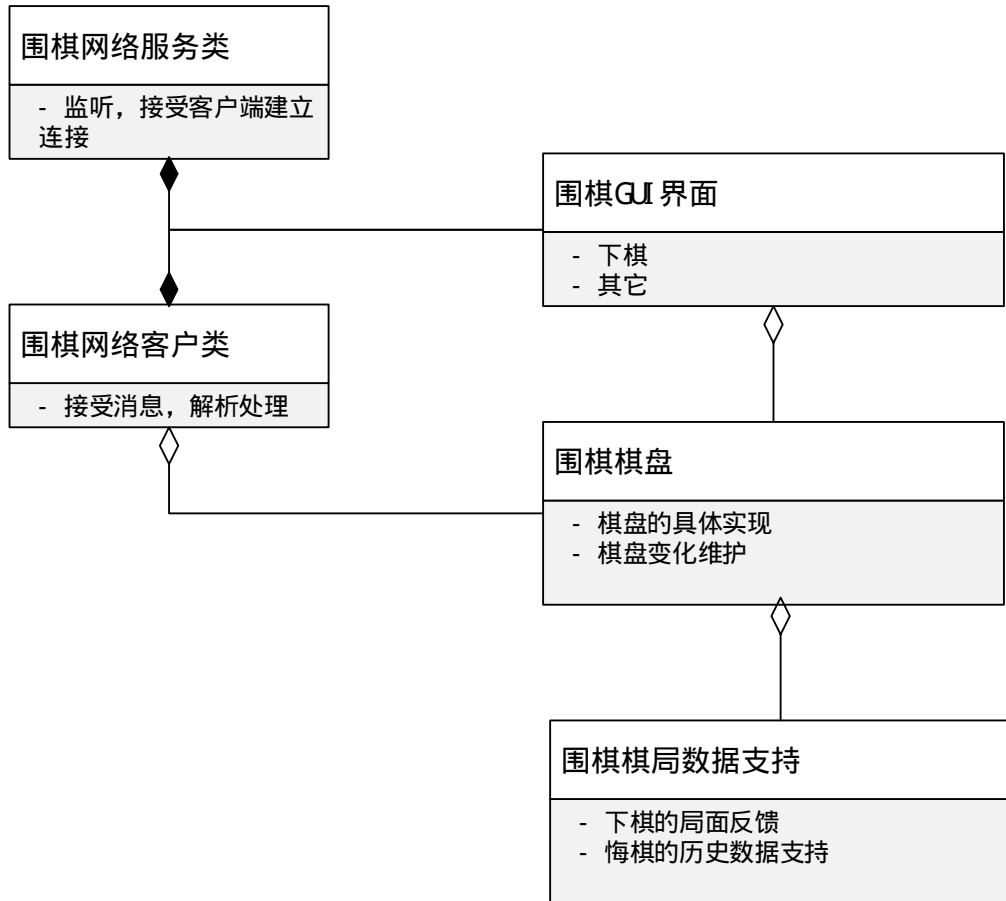 围棋网络服务类
- 监听，接受客户端建立
连接
围棋GUI 界面
- 下棋
- 其它
围棋网络客户类
- 接受消息，解析处理
围棋棋盘
- 棋盘的具体实现
- 棋盘变化维护
围棋棋局数据支持
- 下棋的局面反馈
- 悔棋的历史数据支持